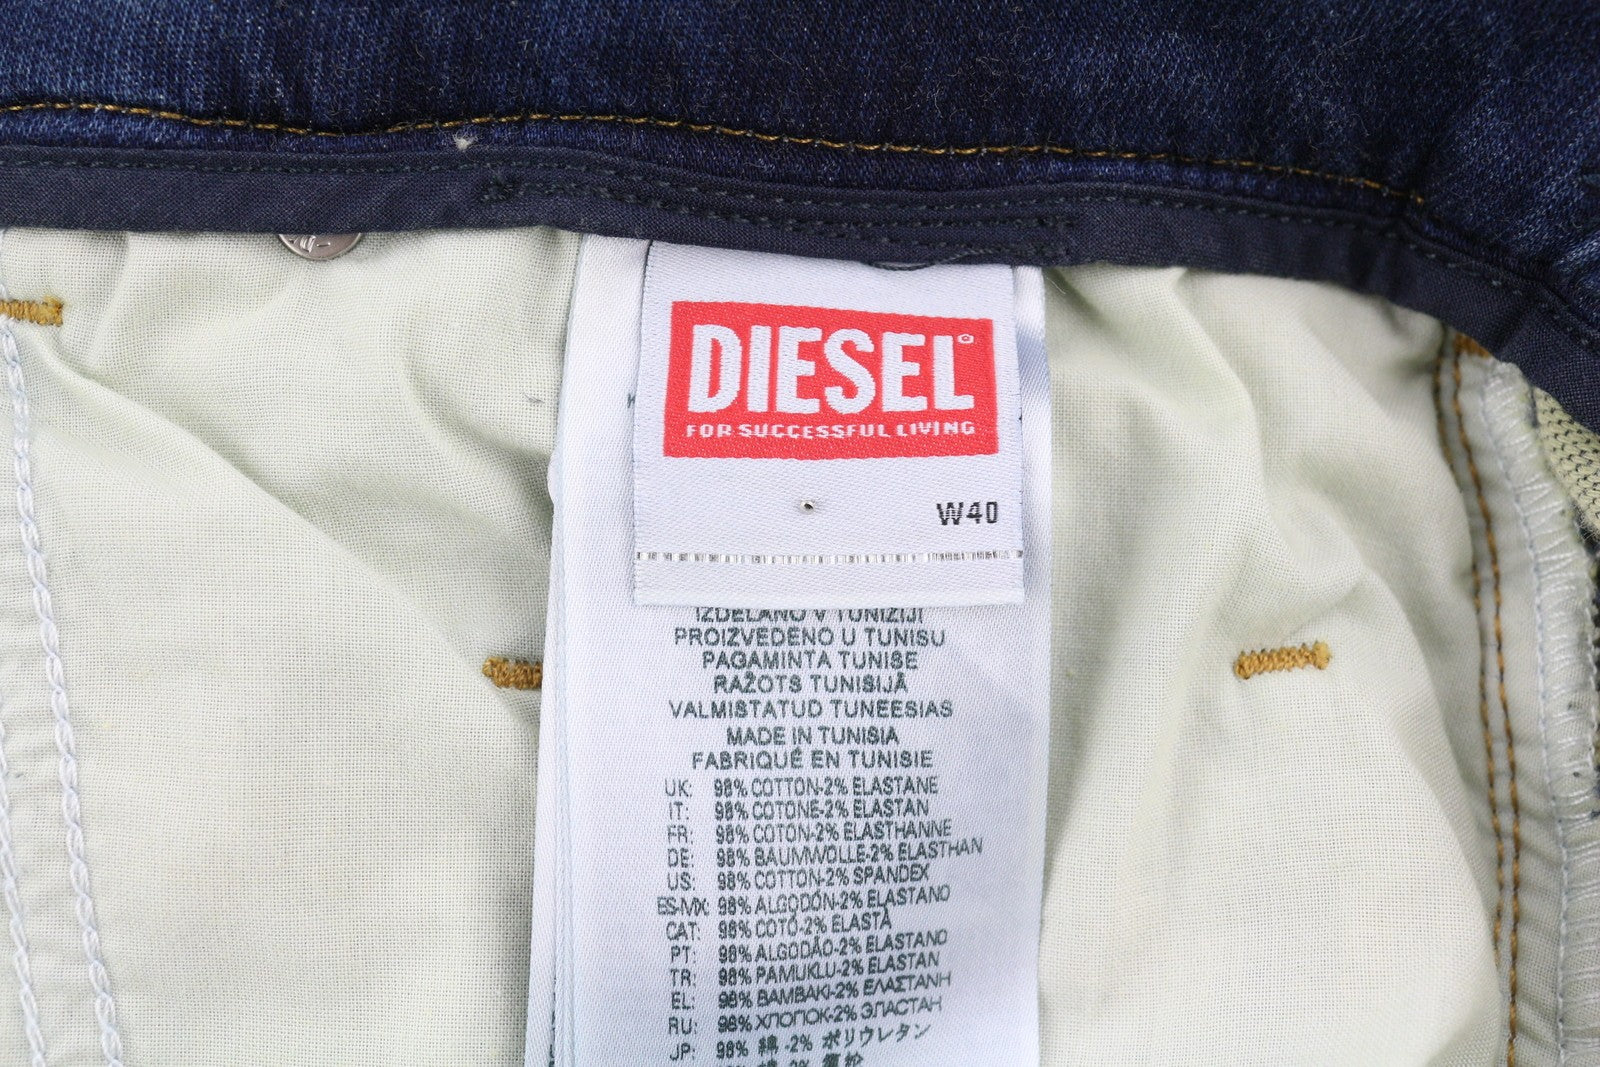 DIESEL
FOR SUCCESSFUL LIVING
W40
IZDELANO V TUNIZIJI
PROIZVEDENO U TUNISU
PAGAMINTA TUNISE
RAŽOTS TUNISIJĀ
VALMISTATUD TUNEESIAS
MADE IN TUNISIA
FABRIQUÉ EN TUNISIE
UK: 98% COTTON-2% ELASTANE
IT: 98% COTONE-2% ELASTAN
FR: 98% COTON-2% ELASTHANNE
DE: 98% BAUMWOLLE-2% ELASTHAN
US: 98% COTTON-2% SPANDEX
ES-MX: 98% ALGODÓN-2% ELASTANO
CAT: 98% COTÓ-2% ELASTÀ
PT: 98% ALGODÃO-2% ELASTANO
TR: 98% PAMUKLU-2% ELASTAN
EL: 98% ΒΑΜΒΑΚΙ-2% ΕΛΑΣΤΑΝΗ
RU: 98% ХЛОПОК-2% ЭЛАСТАН
JP: 98% 綿 -2% ポリウレタン